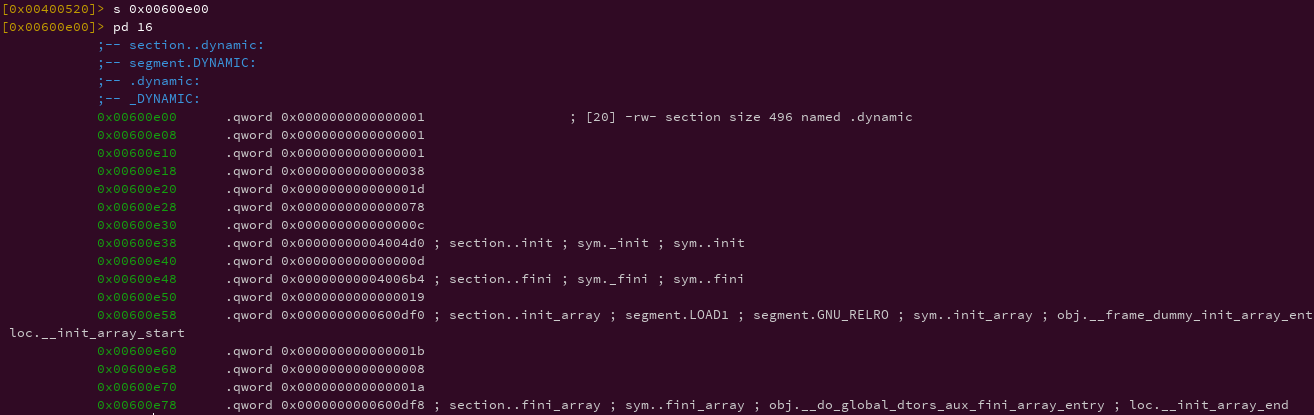 [0x00400520]> s 0x00600e00
[0x00600e00]> pd 16
;-- section..dynamic:
;-- segment.DYNAMIC:
;-- .dynamic:
;-- _DYNAMIC:
0x00600e00 .qword 0x0000000000000001 ; [20] -rw- section size 496 named .dynamic
0x00600e08 .qword 0x0000000000000001
0x00600e10 .qword 0x0000000000000001
0x00600e18 .qword 0x0000000000000038
0x00600e20 .qword 0x000000000000001d
0x00600e28 .qword 0x0000000000000078
0x00600e30 .qword 0x000000000000000c
0x00600e38 .qword 0x00000000004004d0 ; section..init ; sym._init ; sym..init
0x00600e40 .qword 0x000000000000000d
0x00600e48 .qword 0x00000000004006b4 ; section..fini ; sym._fini ; sym..fini
0x00600e50 .qword 0x0000000000000019
0x00600e58 .qword 0x0000000000600df0 ; section..init_array ; segment.LOAD1 ; segment.GNU_RELRO ; sym..init_array ; obj.__frame_dummy_init_array_ent
loc.__init_array_start
0x00600e60 .qword 0x000000000000001b
0x00600e68 .qword 0x0000000000000008
0x00600e70 .qword 0x000000000000001a
0x00600e78 .qword 0x0000000000600df8 ; section..fini_array ; sym..fini_array ; obj.__do_global_dtors_aux_fini_array_entry ; loc.__init_array_end